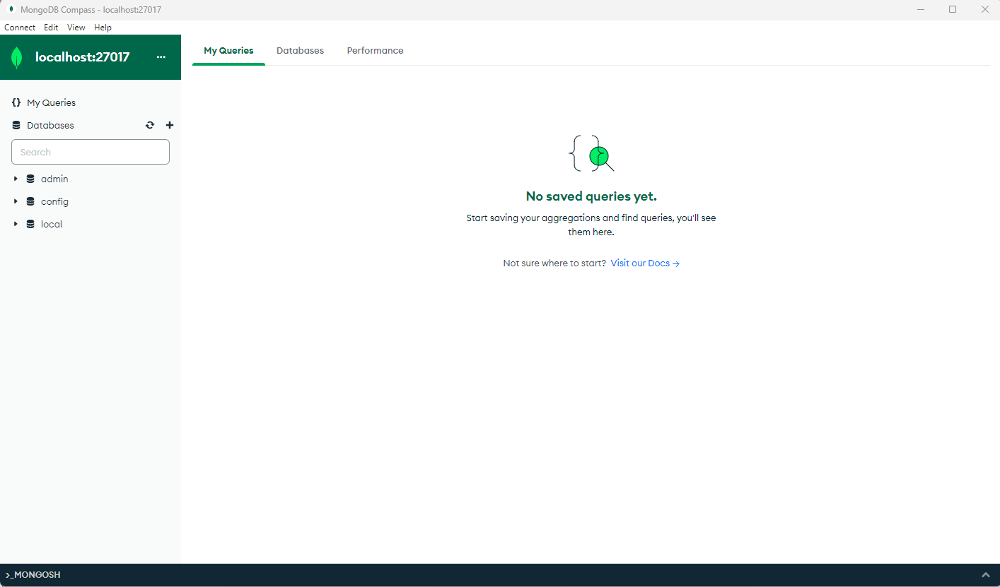 MongoDB Compass - localhost:27017
Connect Edit View Help
localhost:27017 ...
My Queries Databases Performance
{} My Queries
Databases
Search
admin
config
local
No saved queries yet.
Start saving your aggregations and find queries, you'll see
them here.
Not sure where to start? Visit our Docs →
>_MONGOSH